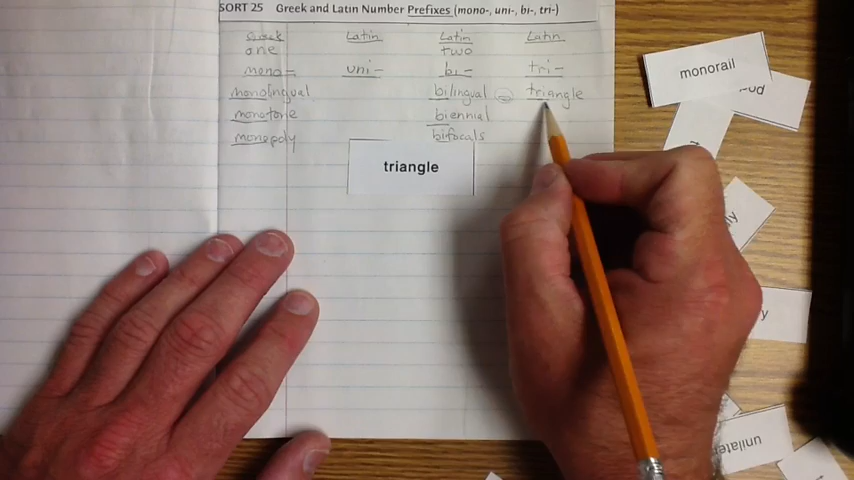 SORT 25 Greek and Latin Number Prefixes (mono-, uni-, bi-, tri-)
Greek Latin Latin Latin
one two
mono- uni- bi- tri-
monolingual bilingual triangle
monotone biennial
monopoly bifocals
triangle
monorail
unilater